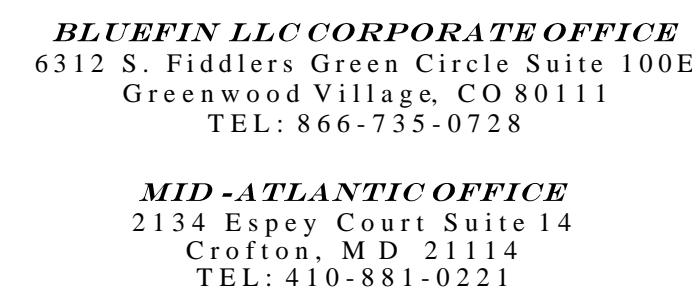 BLUEFIN LLC CORPORATE OFFICE
6312 S. Fiddlers Green Circle Suite 100E
Greenwood Village, CO 80111
TEL: 866-735-0728
MID-ATLANTIC OFFICE
2134 Espey Court Suite 14
Crofton, MD 21114
TEL: 410-881-0221